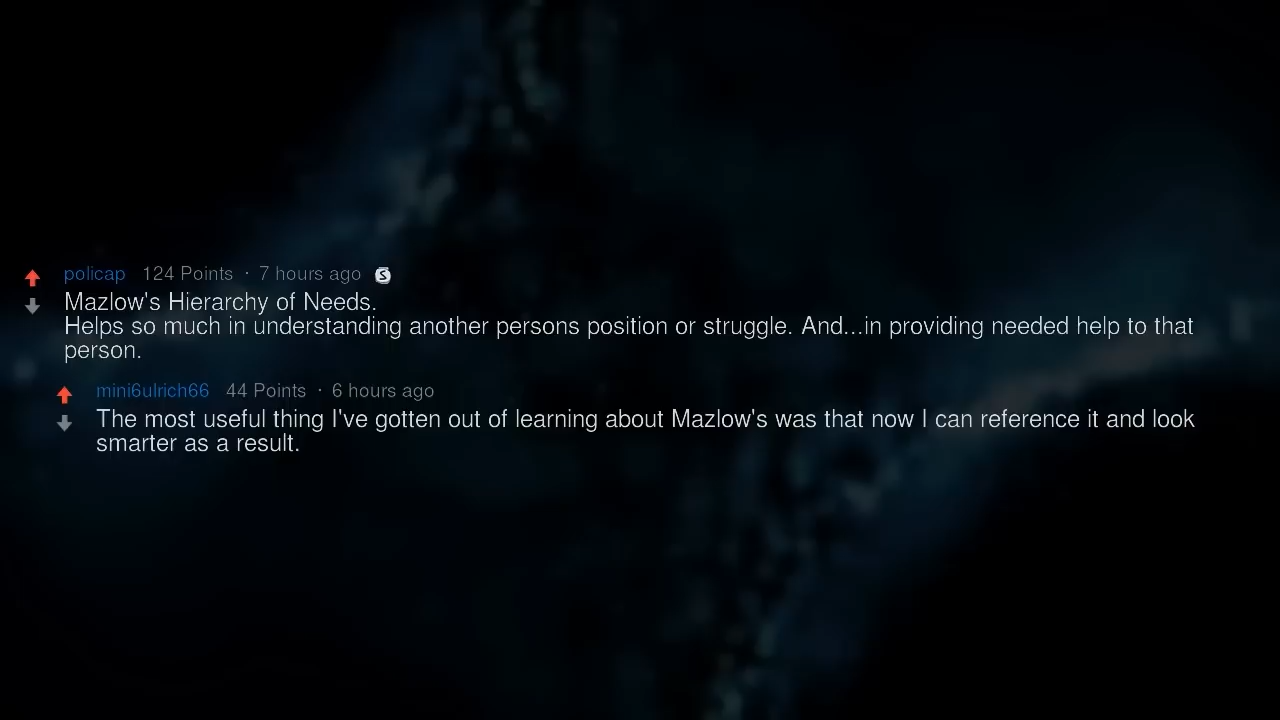 policap 124 Points · 7 hours ago S
Mazlow's Hierarchy of Needs.
Helps so much in understanding another persons position or struggle. And...in providing needed help to that
person.
mini6ulrich66 44 Points · 6 hours ago
The most useful thing I've gotten out of learning about Mazlow's was that now I can reference it and look
smarter as a result.